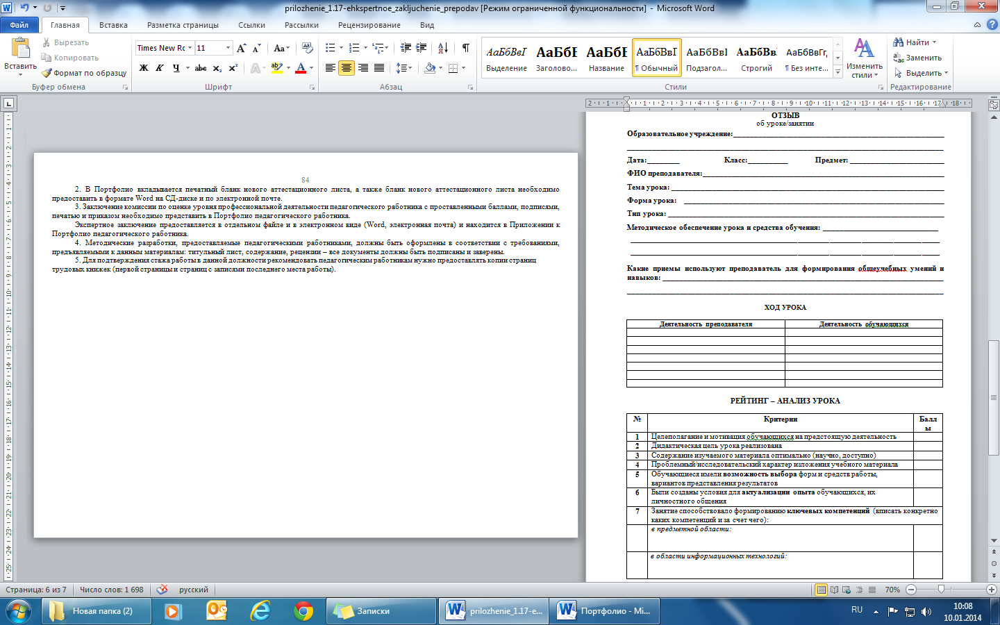 prilozhenie_1.17-ehkspertnoe_zakljuchenie_prepodav [Режим ограниченной функциональности] - Microsoft Word
Файл Главная Вставка Разметка страницы Ссылки Рассылки Рецензирование Вид
Вставить
Вырезать
Копировать
Формат по образцу
Буфер обмена
Times New Ro 11
Ж К Ч abc x₂ x²
Шрифт
Абзац
АаБбВвІ Выделение
АаБбВ Заголово...
АаБбВв Название
АаБбВвІ ¶ Обычный
АаБбВвІ Подзагол...
АаБбВв. Строгий
АаБбВвГг, ¶ Без инте...
Стили
Изменить стили
Найти
Заменить
Выделить
Редактирование
84
2. В Портфолио вкладывается печатный бланк нового аттестационного листа, а также бланк нового аттестационного листа необходимо
предоставить в формате Word на СД-диске и по электронной почте.
3. Заключение комиссии по оценке уровня профессиональной деятельности педагогического работника с проставленными баллами, подписями,
печатью и приказом необходимо представить в Портфолио педагогического работника.
Экспертное заключение предоставляется в отдельном файле и в электронном виде (Word, электронная почта) и находится в Приложении к
Портфолио педагогического работника.
4. Методические разработки, предоставляемые педагогическими работниками, должны быть оформлены в соответствии с требованиями,
предъявляемыми к данным материалам: титульный лист, содержание, рецензии – все документы должны быть подписаны и заверены.
5. Для подтверждения стажа работы в данной должности рекомендовать педагогическим работникам нужно предоставлять копии страниц
трудовых книжек (первой страницы и страниц с записями последнего места работы).
ОТЗЫВ
об уроке/занятии
Образовательное учреждение:
Дата: Класс: Предмет:
ФИО преподавателя:
Тема урока:
Форма урока:
Тип урока:
Методическое обеспечение урока и средства обучения:
Какие приемы используют преподаватель для формирования общеучебных умений и
навыков:
ХОД УРОКА
Деятельность преподавателя Деятельность обучающихся
РЕЙТИНГ – АНАЛИЗ УРОКА
№ Критерии Балл
ы
1 Целеполагание и мотивация обучающихся на предстоящую деятельность
2 Дидактическая цель урока реализована
3 Содержание изучаемого материала оптимально (научно, доступно)
4 Проблемный/исследовательский характер изложения учебного материала
5 Обучающиеся имели возможность выбора форм и средств работы,
вариантов представления результатов
6 Были созданы условия для актуализации опыта обучающихся, их
личностного общения
7 Занятие способствовало формированию ключевых компетенций (вписать конкретно
каких компетенций и за счет чего):
в предметной области:
в области информационных технологий:
Страница: 6 из 7 Число слов: 1 698 русский 70%
Новая папка (2) Записки prilozhenie_1.17-e... Портфолио - Mi... RU 10:08
10.01.2014